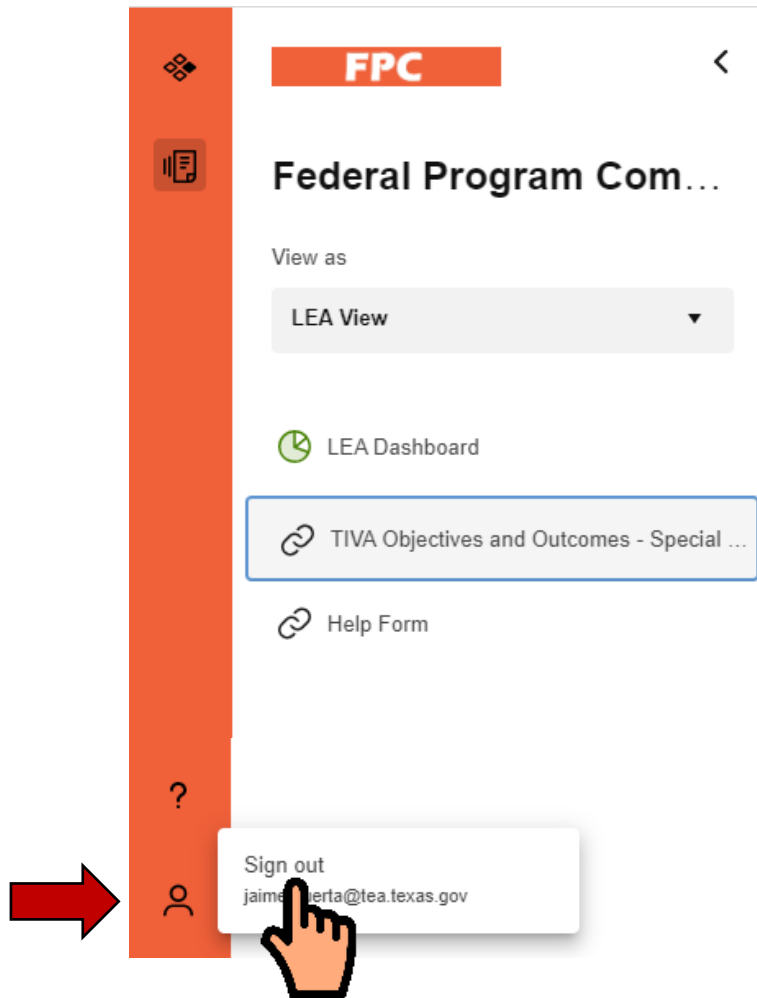 FPC
Federal Program Com...
View as
LEA View
LEA Dashboard
TIVA Objectives and Outcomes - Special ...
Help Form
?
Sign out